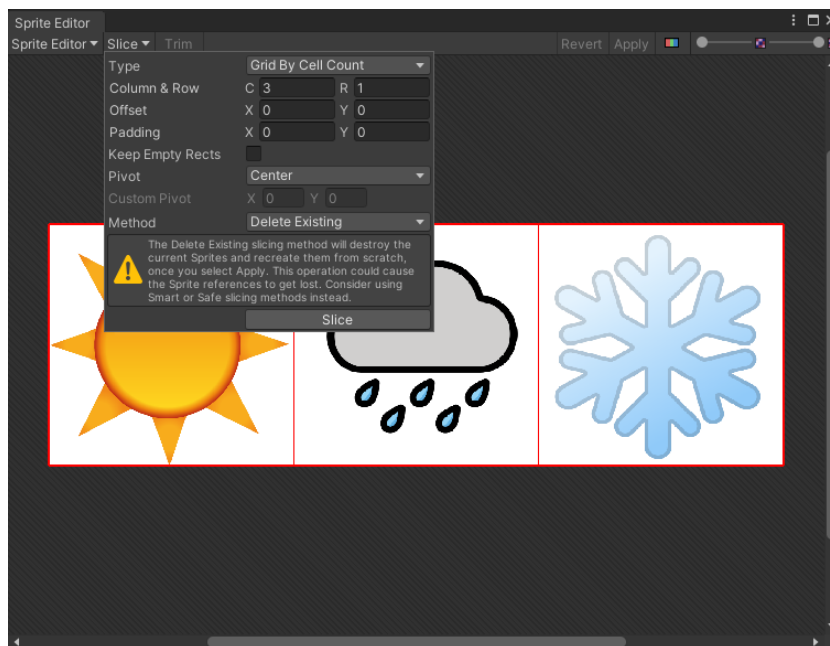 Sprite Editor
Sprite Editor Slice Trim Revert Apply
Type Grid By Cell Count
Column & Row C 3 R 1
Offset X 0 Y 0
Padding X 0 Y 0
Keep Empty Rects
Pivot Center
Custom Pivot X 0 Y 0
Method Delete Existing
The Delete Existing slicing method will destroy the
current Sprites and recreate them from scratch,
once you select Apply. This operation could cause
the Sprite references to get lost. Consider using
Smart or Safe slicing methods instead.
Slice